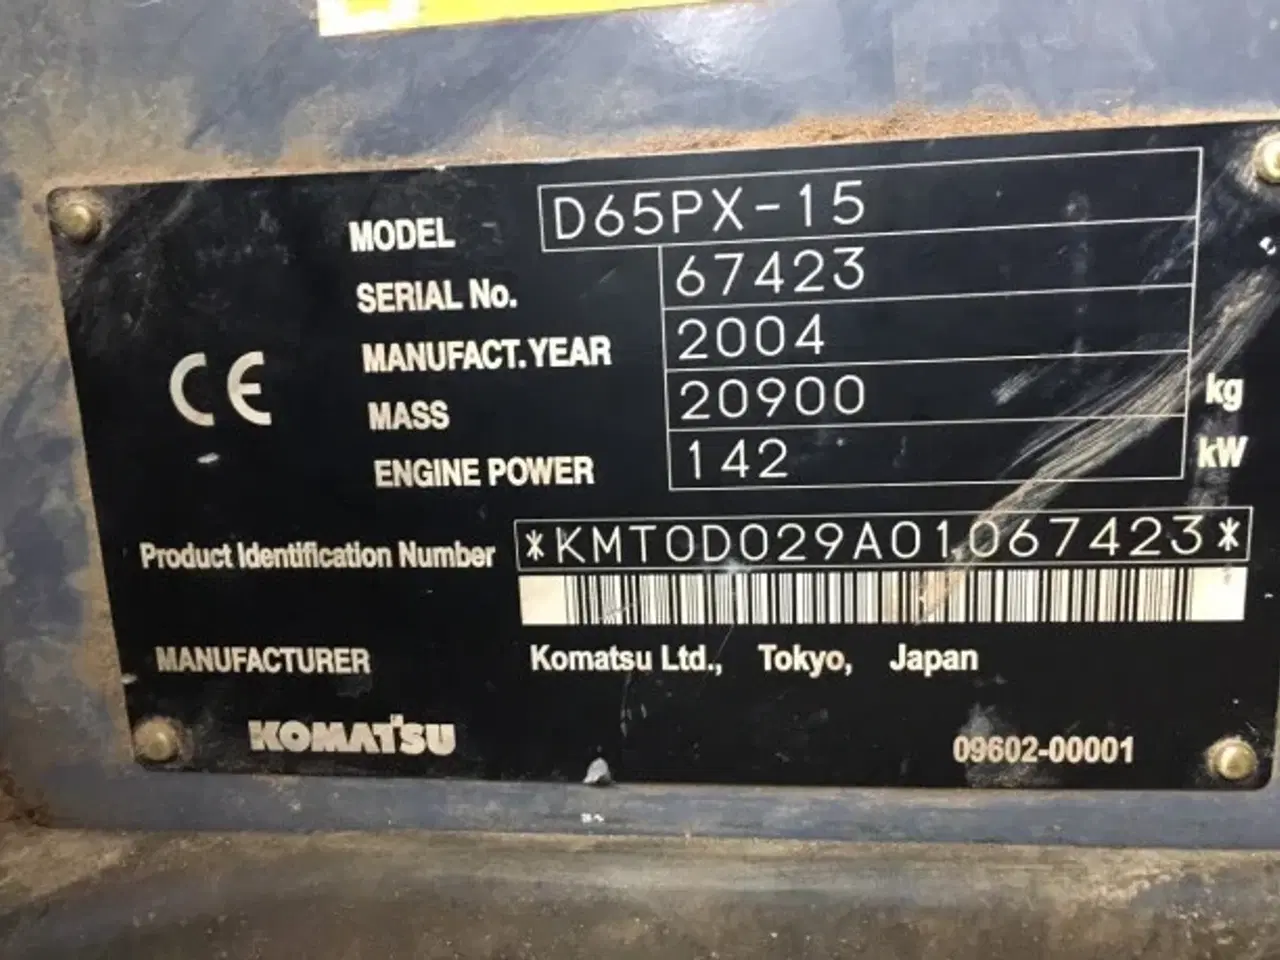 MODEL D65PX-15
SERIAL No. 67423
MANUFACT. YEAR 2004
MASS 20900 kg
ENGINE POWER 142 kW
CE
Product Identification Number *KMT0D029A01067423*
MANUFACTURER Komatsu Ltd., Tokyo, Japan
KOMATSU 09602-00001